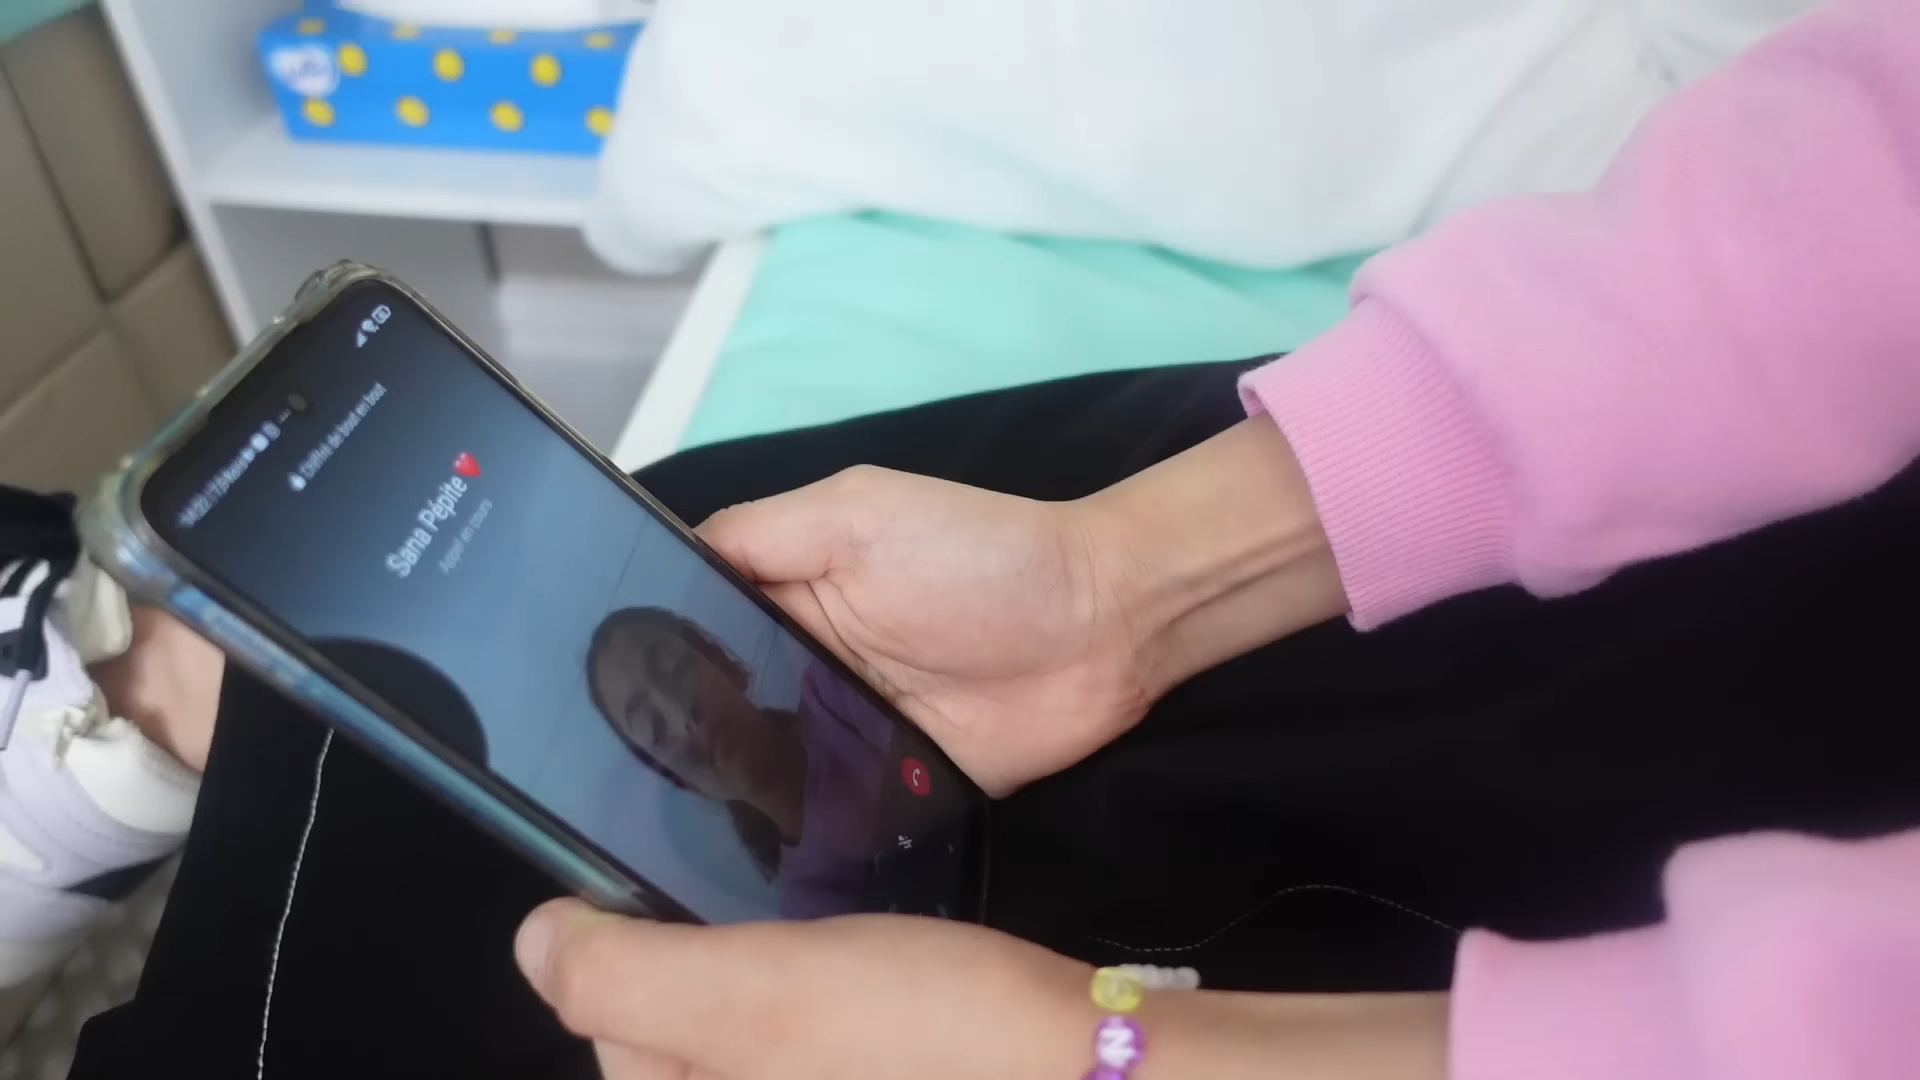 Chiffré de bout en bout
Sana Pépite ❤️
Appel en cours
N